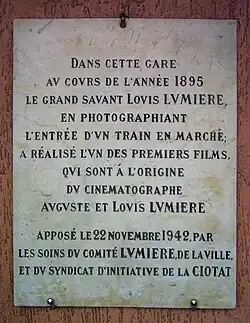 DANS CETTE GARE
AV COVRS DE L'ANNÉE 1895
LE GRAND SAVANT LOVIS LVMIERE,
EN PHOTOGRAPHIANT
L'ENTRÉE D'VN TRAIN EN MARCHE;
A RÉALISÉ L'VN DES PREMIERS FILMS,
QVI SONT Á L'ORIGINE
DV CINEMATOGRAPHE
AVGVSTE ET LOVIS LVMIERE
APPOSÉ LE 22 NOVEMBRE 1942, PAR
LES SOINS DV COMITÉ LVMIERE, DE LA VILLE,
ET DV SYNDICAT D'INITIATIVE DE LA CIOTAT